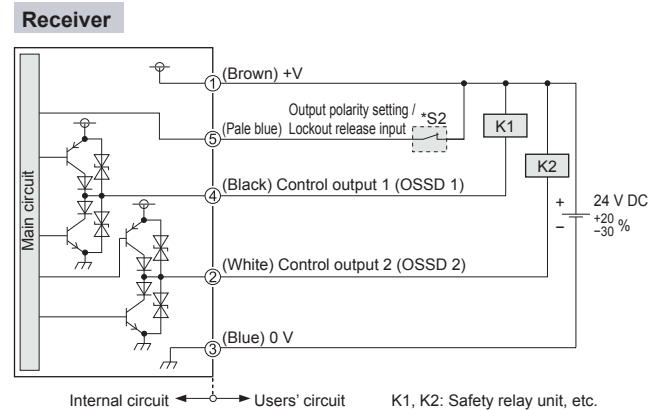 Receiver
(Brown) +V
1
Output polarity setting / *S2
(Pale blue) Lockout release input
5
K1
K2
(Black) Control output 1 (OSSD 1)
4
Main circuit
+
−
24 V DC
+20
−30 %
(White) Control output 2 (OSSD 2)
2
(Blue) 0 V
3
Internal circuit
Users' circuit
K1, K2: Safety relay unit, etc.